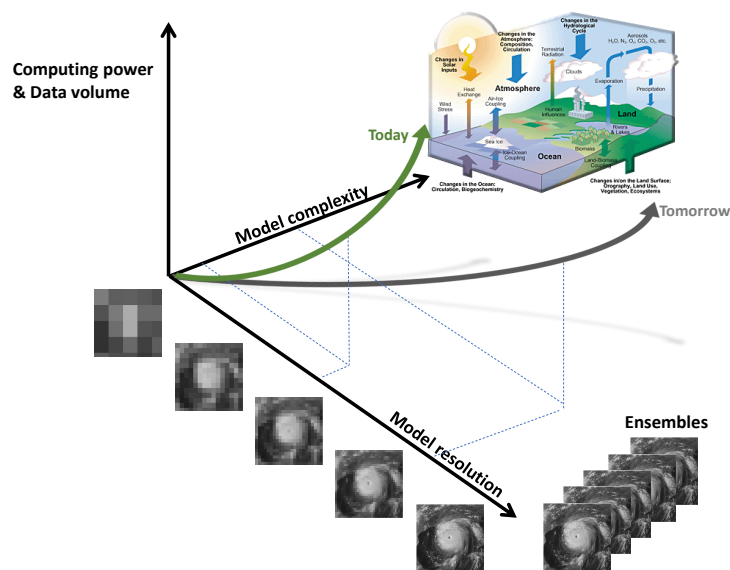 Computing power
& Data volume
Today
Model complexity
Tomorrow
Model resolution
Ensembles
Changes in the
Atmosphere:
Composition,
Circulation
Changes in the
Hydrological
Cycle
Aerosols
H₂O, N₂, O₂, CO₂, O₃, etc.
Changes in
Solar
Inputs
Terrestrial
Radiation
Clouds
Atmosphere
Evaporation
Precipitation
Heat
Exchange
Air-Ice
Coupling
Wind
Stress
Human
Influences
Land
Rivers
& Lakes
Sea Ice
Ice-Ocean
Coupling
Biomass
Ocean
Land-Biomass
Coupling
Changes in the Ocean:
Circulation, Biogeochemistry
Changes in/on the Land Surface:
Orography, Land Use,
Vegetation, Ecosystems